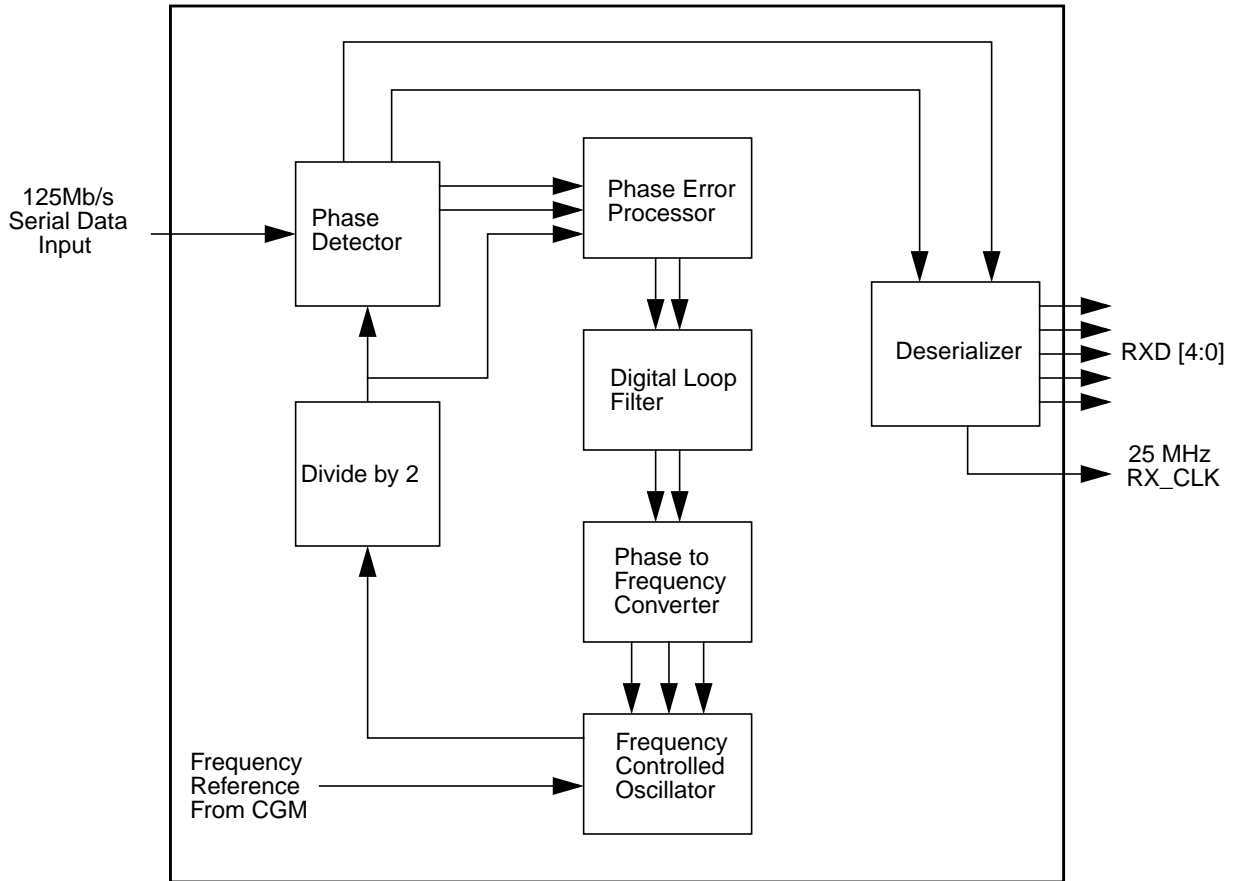 125Mb/s
Serial Data
Input
Phase
Detector
Phase Error
Processor
Deserializer
RXD [4:0]
Digital Loop
Filter
Divide by 2
25 MHz
RX_CLK
Phase to
Frequency
Converter
Frequency
Reference
From CGM
Frequency
Controlled
Oscillator